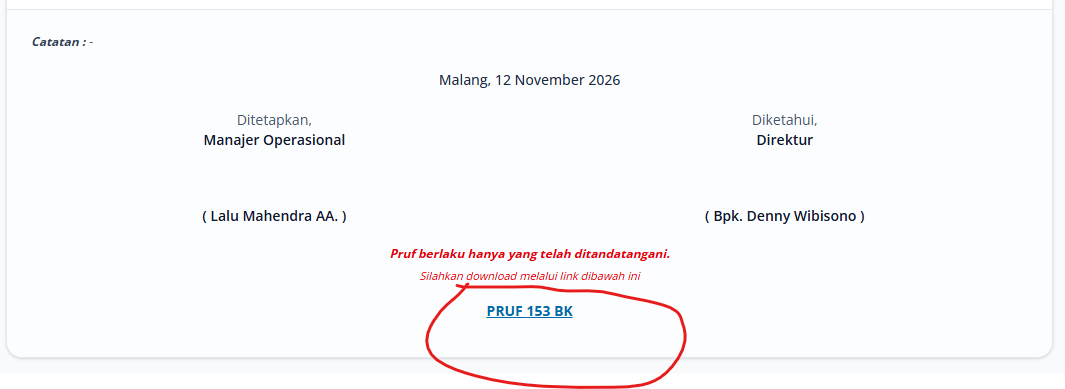 Catatan : -
Malang, 12 November 2026
Ditetapkan,
Manajer Operasional
Diketahui,
Direktur
( Lalu Mahendra AA. )
( Bpk. Denny Wibisono )
Pruf berlaku hanya yang telah ditandatangani.
Silahkan download melalui link dibawah ini
PRUF 153 BK